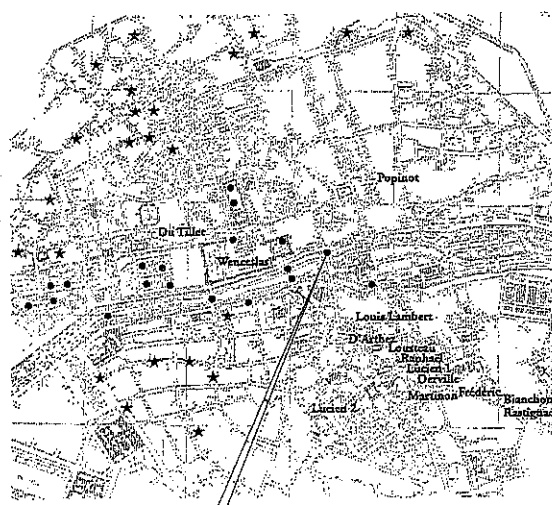 Popinot
Du Tillet
Wenceslas
Louis Lambert
D'Arthez
Lousteau
Raphaël
Lucien 1
Derville
Martinon
Frédéric
Bianchon
Rastignac
Lucien 2